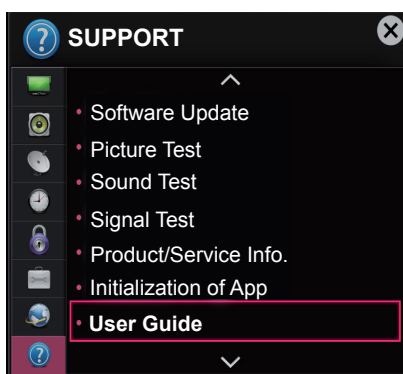 SUPPORT
Software Update
Picture Test
Sound Test
Signal Test
Product/Service Info.
Initialization of App
User Guide